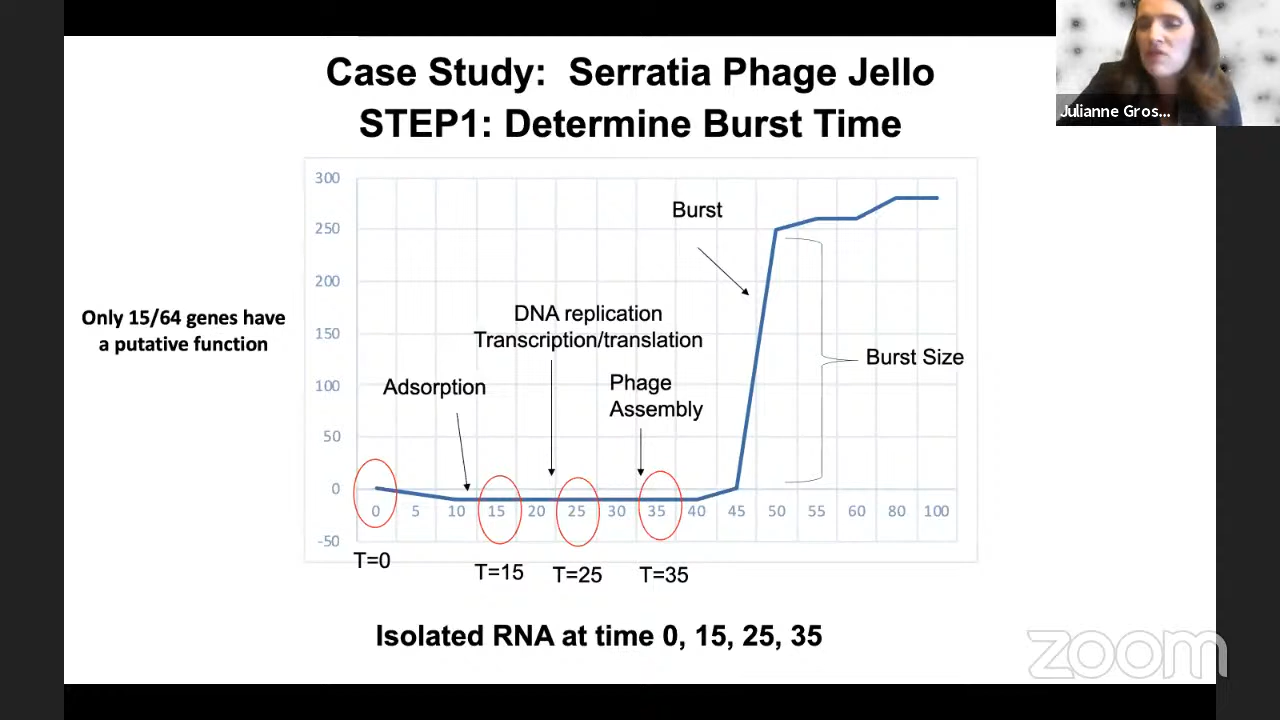 Case Study:  Serratia Phage Jello
STEP1: Determine Burst Time
Julianne Gros...
Only 15/64 genes have
a putative function
300
250
200
150
100
50
0
-50
Burst
DNA replication
Transcription/translation
Adsorption
Phage
Assembly
Burst Size
0 5 10 15 20 25 30 35 40 45 50 55 60 80 100
T=0
T=15
T=25
T=35
Isolated RNA at time 0, 15, 25, 35
zoom